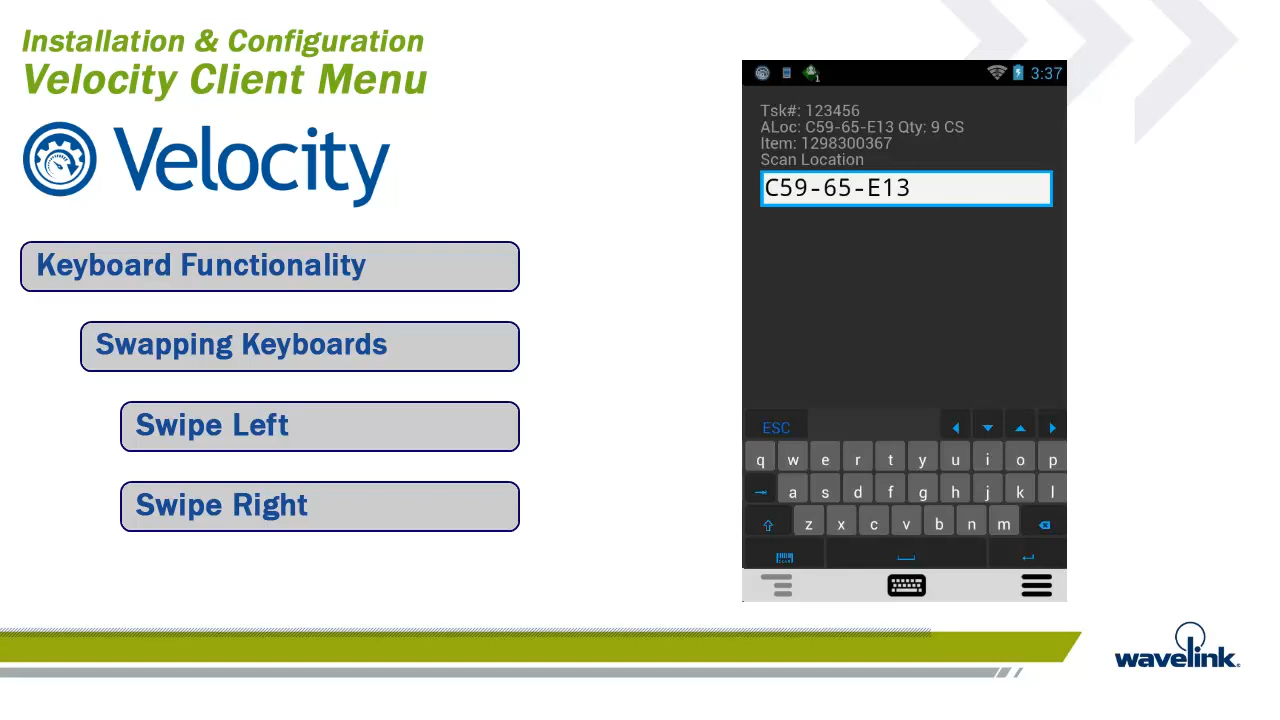 Installation & Configuration
Velocity Client Menu
Velocity
Keyboard Functionality
Swapping Keyboards
Swipe Left
Swipe Right
1
3:37
Tsk#: 123456
ALoc: C59-65-E13 Qty: 9 CS
Item: 1298300367
Scan Location
C59-65-E13
ESC
q w e r t y u i o p
a s d f g h j k l
z x c v b n m
wavelink®